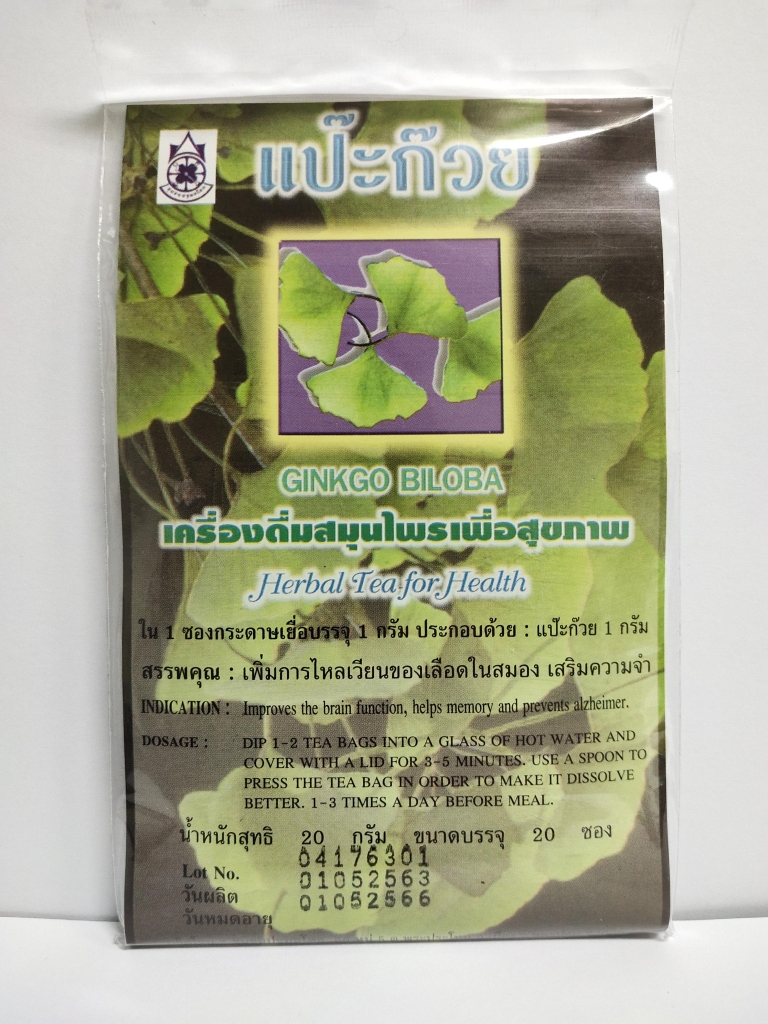 แป๊ะก๊วย
GINKGO BILOBA
เครื่องดื่มสมุนไพรเพื่อสุขภาพ
Herbal Tea for Health
ใน 1 ซองกระดาษเยื่อบรรจุ 1 กรัม ประกอบด้วย : แป๊ะก๊วย 1 กรัม
สรรพคุณ : เพิ่มการไหลเวียนของเลือดในสมอง เสริมความจำ
INDICATION : Improves the brain function, helps memory and prevents alzheimer.
DOSAGE : DIP 1-2 TEA BAGS INTO A GLASS OF HOT WATER AND
COVER WITH A LID FOR 3-5 MINUTES. USE A SPOON TO
PRESS THE TEA BAG IN ORDER TO MAKE IT DISSOLVE
BETTER. 1-3 TIMES A DAY BEFORE MEAL.
น้ำหนักสุทธิ 20 กรัม ขนาดบรรจุ 20 ซอง
Lot No. 04176301
วันผลิต 01052563
วันหมดอายุ 01052566